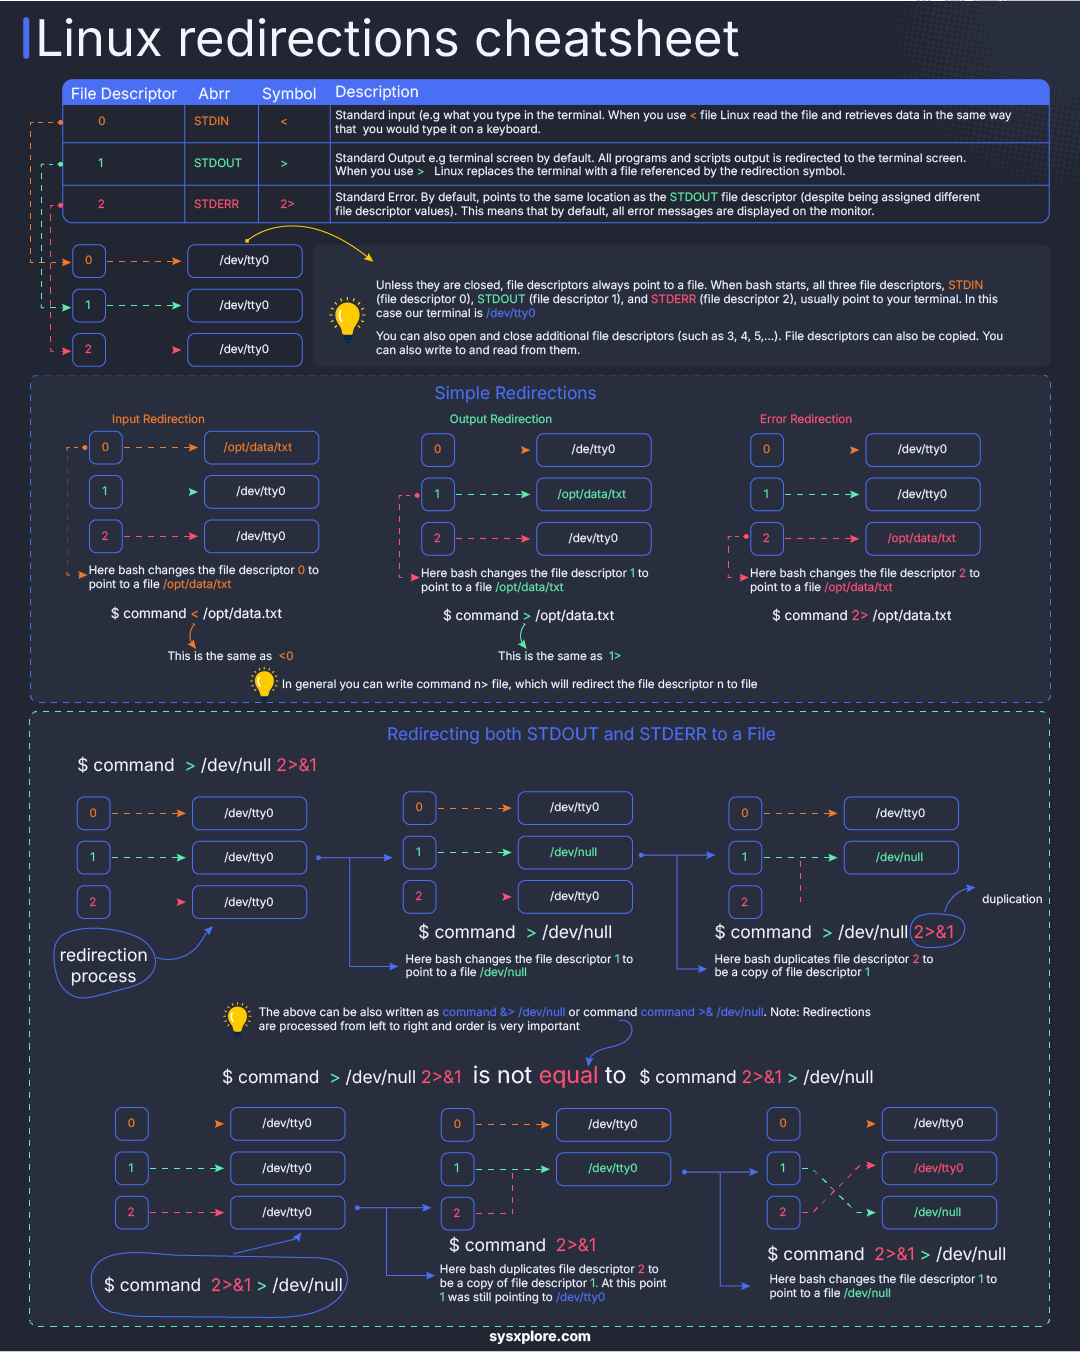 Linux redirections cheatsheet
File Descriptor Abrr Symbol Description
0 STDIN < Standard input (e.g what you type in the terminal. When you use < file Linux read the file and retrieves data in the same way
that you would type it on a keyboard.
1 STDOUT > Standard Output e.g terminal screen by default. All programs and scripts output is redirected to the terminal screen.
When you use > Linux replaces the terminal with a file referenced by the redirection symbol.
2 STDERR 2> Standard Error. By default, points to the same location as the STDOUT file descriptor (despite being assigned different
file descriptor values). This means that by default, all error messages are displayed on the monitor.
0 /dev/tty0
1 /dev/tty0
2 /dev/tty0
Unless they are closed, file descriptors always point to a file. When bash starts, all three file descriptors, STDIN
(file descriptor 0), STDOUT (file descriptor 1), and STDERR (file descriptor 2), usually point to your terminal. In this
case our terminal is /dev/tty0
You can also open and close additional file descriptors (such as 3, 4, 5,...). File descriptors can also be copied. You
can also write to and read from them.
Simple Redirections
Input Redirection
0 /opt/data/txt
1 /dev/tty0
2 /dev/tty0
Here bash changes the file descriptor 0 to
point to a file /opt/data/txt
$ command < /opt/data.txt
This is the same as <0
Output Redirection
0 /de/tty0
1 /opt/data/txt
2 /dev/tty0
Here bash changes the file descriptor 1 to
point to a file /opt/data/txt
$ command > /opt/data.txt
This is the same as 1>
Error Redirection
0 /dev/tty0
1 /dev/tty0
2 /opt/data/txt
Here bash changes the file descriptor 2 to
point to a file /opt/data/txt
$ command 2> /opt/data.txt
In general you can write command n> file, which will redirect the file descriptor n to file
Redirecting both STDOUT and STDERR to a File
$ command > /dev/null 2>&1
0 /dev/tty0
1 /dev/tty0
2 /dev/tty0
redirection
process
0 /dev/tty0
1 /dev/null
2 /dev/tty0
$ command > /dev/null
Here bash changes the file descriptor 1 to
point to a file /dev/null
0 /dev/tty0
1 /dev/null
2
duplication
$ command > /dev/null 2>&1
Here bash duplicates file descriptor 2 to
be a copy of file descriptor 1
The above can be also written as command &> /dev/null or command command >& /dev/null. Note: Redirections
are processed from left to right and order is very important
$ command > /dev/null 2>&1 is not equal to $ command 2>&1 > /dev/null
0 /dev/tty0
1 /dev/tty0
2 /dev/tty0
$ command 2>&1 > /dev/null
0 /dev/tty0
1 /dev/tty0
2
$ command 2>&1
Here bash duplicates file descriptor 2 to
be a copy of file descriptor 1. At this point
1 was still pointing to /dev/tty0
0 /dev/tty0
1 /dev/tty0
2 /dev/null
$ command 2>&1 > /dev/null
Here bash changes the file descriptor 1 to
point to a file /dev/null
sysxplore.com